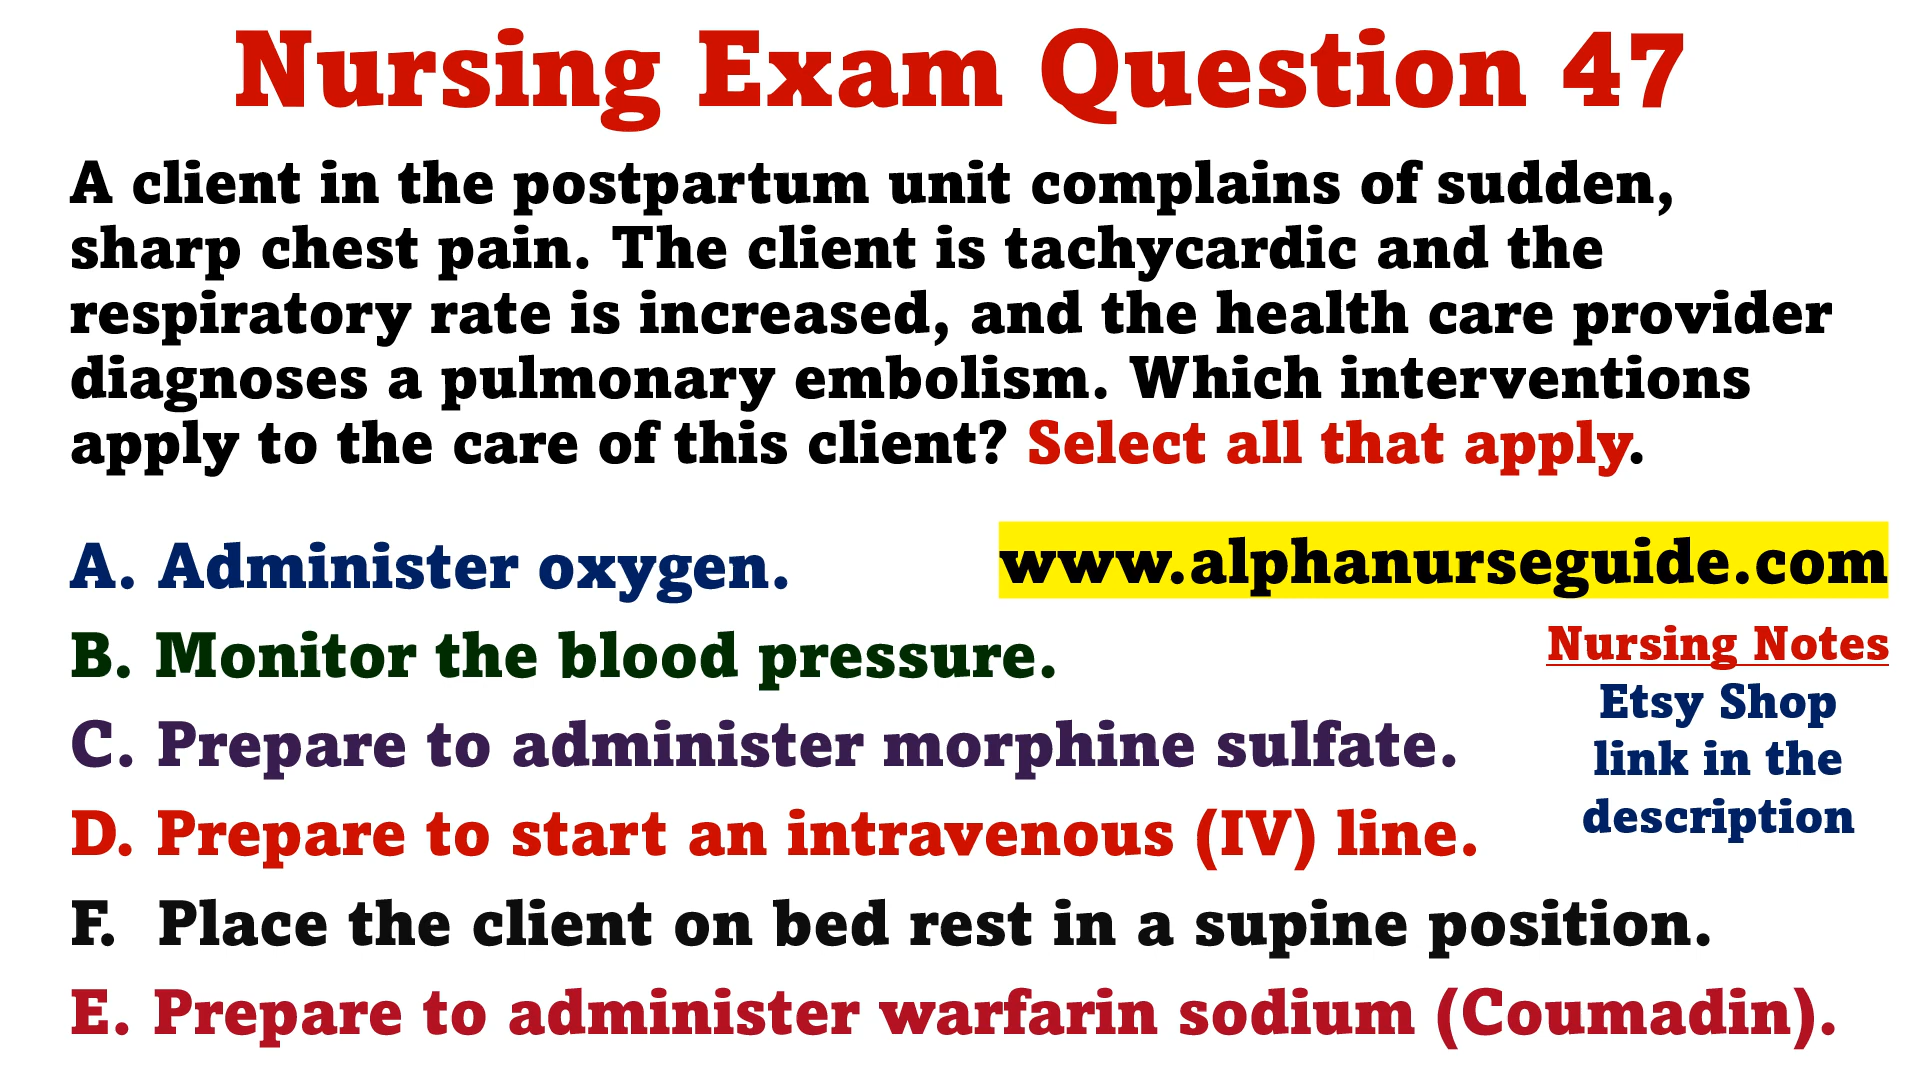 Nursing Exam Question 47
A client in the postpartum unit complains of sudden,
sharp chest pain. The client is tachycardic and the
respiratory rate is increased, and the health care provider
diagnoses a pulmonary embolism. Which interventions
apply to the care of this client? Select all that apply.
A. Administer oxygen.
www.alphanurseguide.com
B. Monitor the blood pressure.
Nursing Notes
Etsy Shop
link in the
description
C. Prepare to administer morphine sulfate.
D. Prepare to start an intravenous (IV) line.
F. Place the client on bed rest in a supine position.
E. Prepare to administer warfarin sodium (Coumadin).